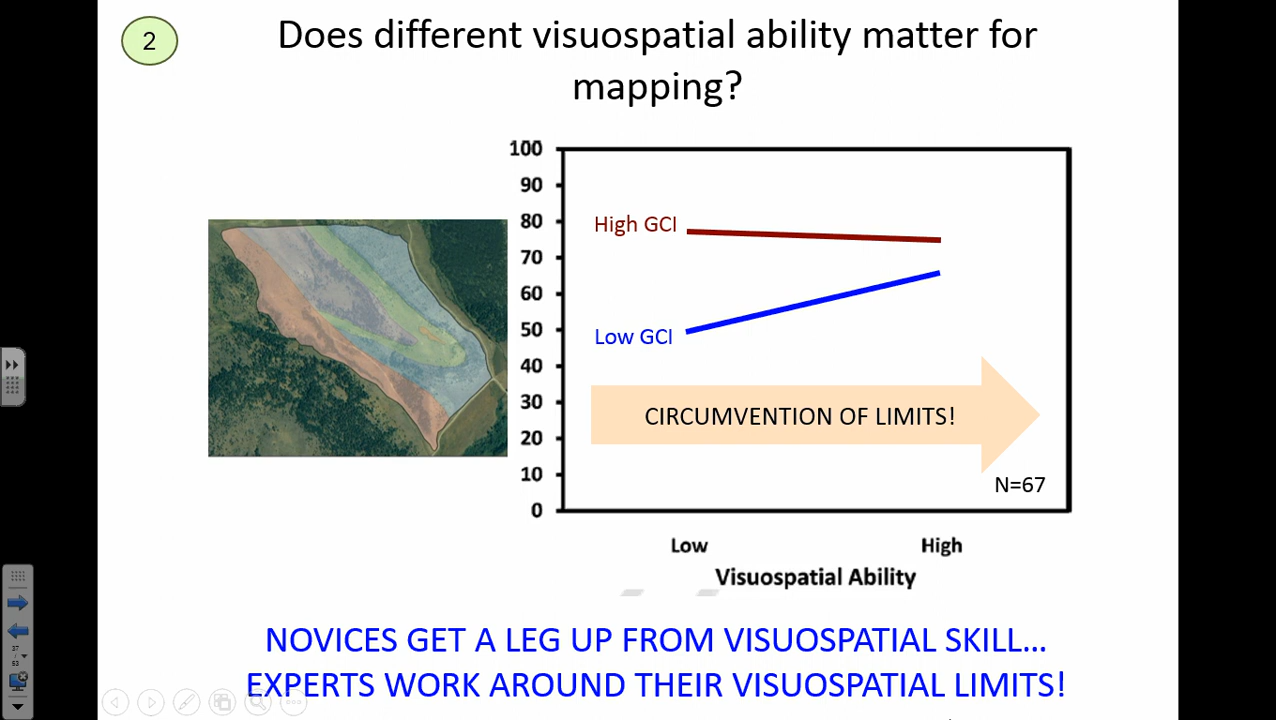 2
Does different visuospatial ability matter for
mapping?
100
90
80
70
60
50
40
30
20
10
0
High GCI
Low GCI
CIRCUMVENTION OF LIMITS!
N=67
Low High
Visuospatial Ability
NOVICES GET A LEG UP FROM VISUOSPATIAL SKILL...
EXPERTS WORK AROUND THEIR VISUOSPATIAL LIMITS!
37
/
53